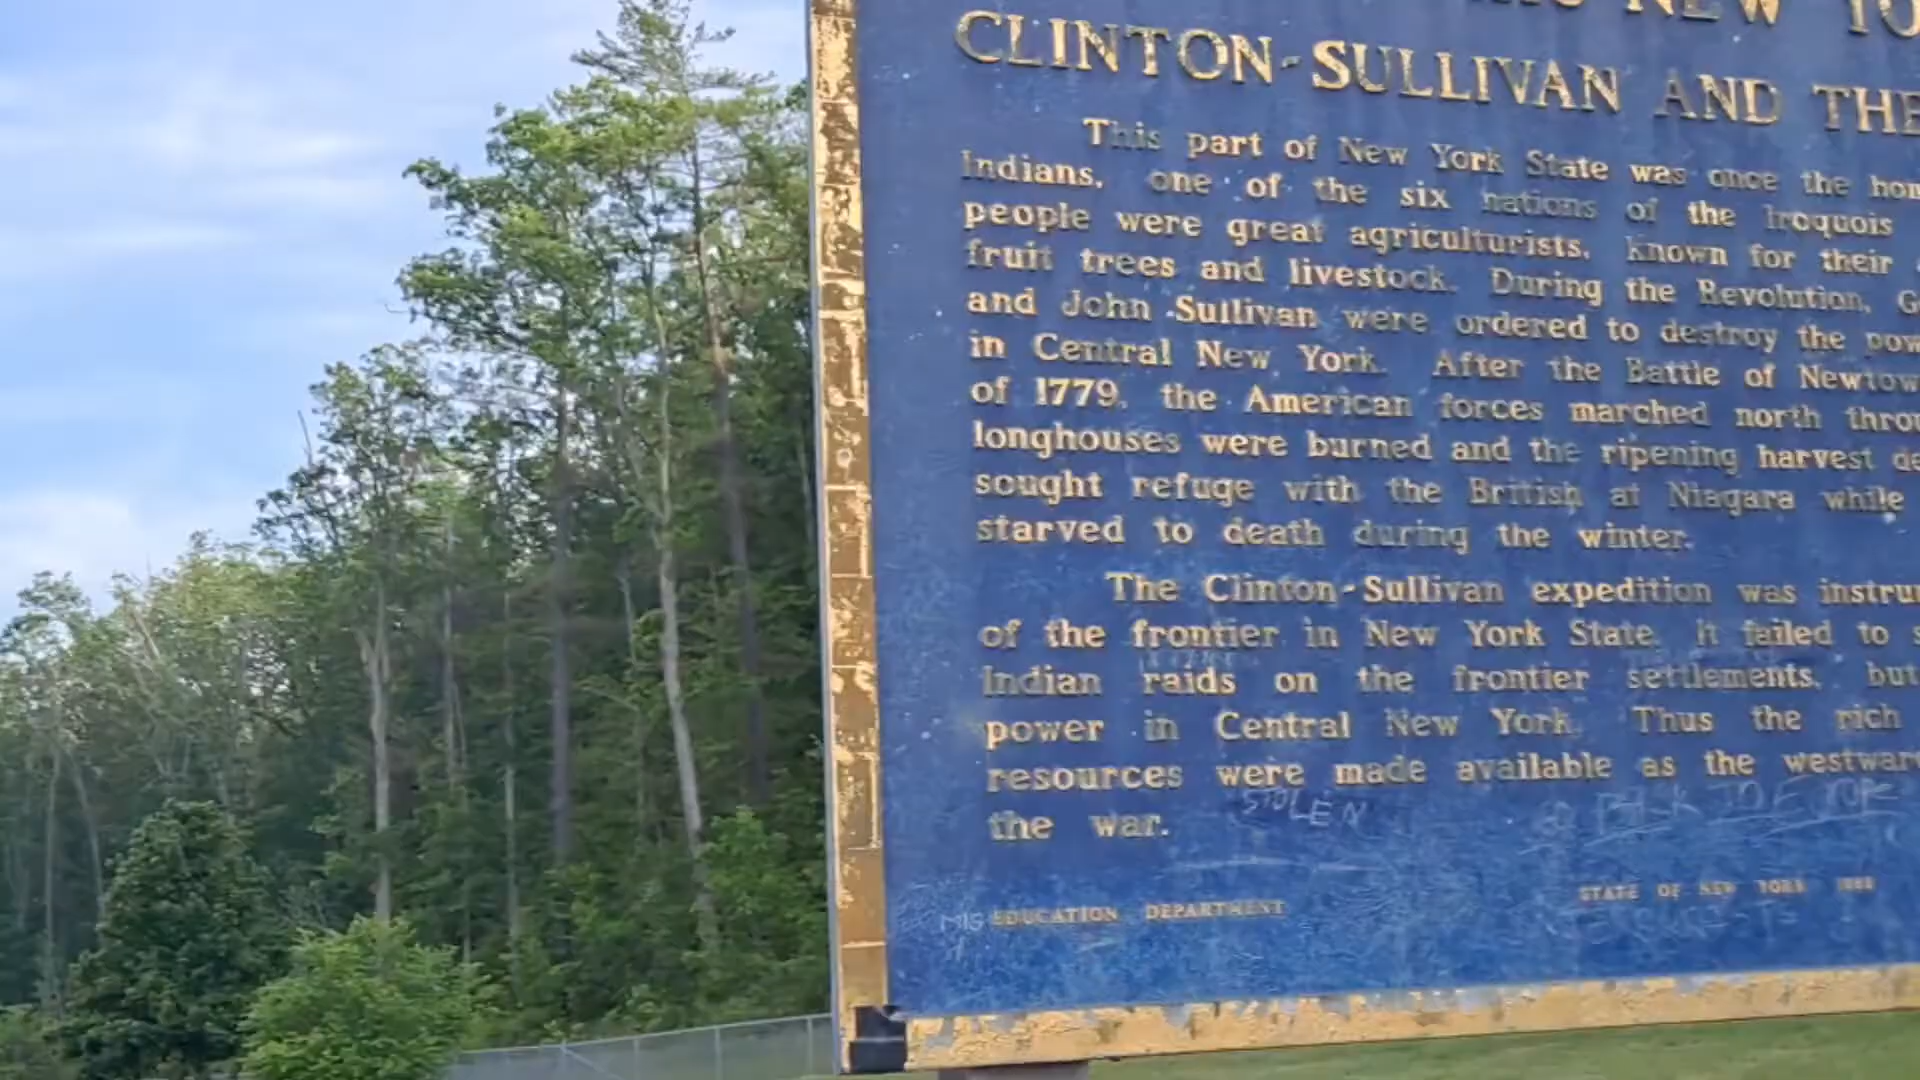 NEW YO
CLINTON-SULLIVAN AND THE
This part of New York State was once the hom
Indians, one of the six nations of the Iroquois
people were great agriculturists, known for their
fruit trees and livestock. During the Revolution, G
and John Sullivan were ordered to destroy the pow
in Central New York. After the Battle of Newtow
of 1779, the American forces marched north throu
longhouses were burned and the ripening harvest de
sought refuge with the British at Niagara while
starved to death during the winter.
The Clinton-Sullivan expedition was instru
of the frontier in New York State. It failed to s
Indian raids on the frontier settlements, but
power in Central New York. Thus the rich
resources were made available as the westward
the war.
STOLEN
MIS EDUCATION DEPARTMENT
STATE OF NEW YORK